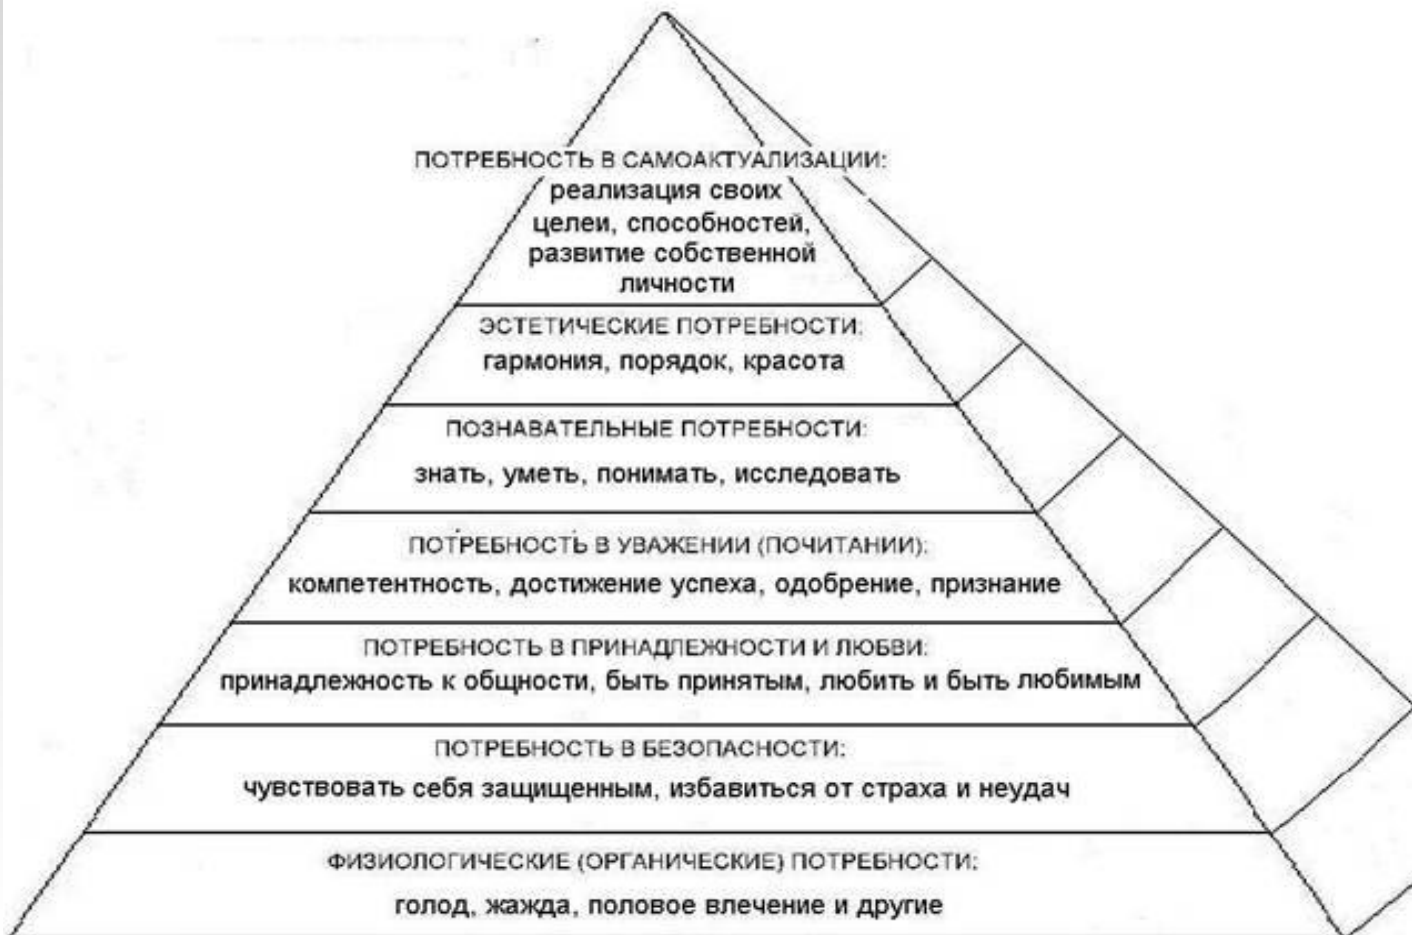 ПОТРЕБНОСТЬ В САМОАКТУАЛИЗАЦИИ:
реализация своих
целеи, способностей,
развитие собственной
личности
ЭСТЕТИЧЕСКИЕ ПОТРЕБНОСТИ:
гармония, порядок, красота
ПОЗНАВАТЕЛЬНЫЕ ПОТРЕБНОСТИ:
знать, уметь, понимать, исследовать
ПОТРЕБНОСТЬ В УВАЖЕНИИ (ПОЧИТАНИИ):
компетентность, достижение успеха, одобрение, признание
ПОТРЕБНОСТЬ В ПРИНАДЛЕЖНОСТИ И ЛЮБВИ:
принадлежность к общности, быть принятым, любить и быть любимым
ПОТРЕБНОСТЬ В БЕЗОПАСНОСТИ:
чувствовать себя защищенным, избавиться от страха и неудач
ФИЗИОЛОГИЧЕСКИЕ (ОРГАНИЧЕСКИЕ) ПОТРЕБНОСТИ:
голод, жажда, половое влечение и другие